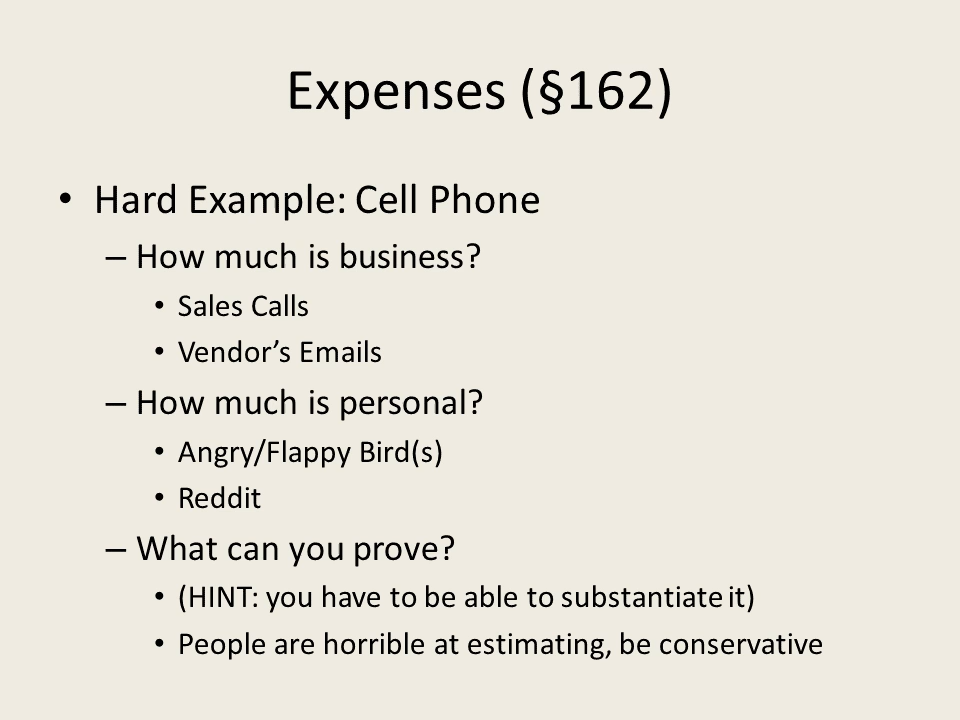 Expenses (§162)
• Hard Example: Cell Phone
– How much is business?
• Sales Calls
• Vendor’s Emails
– How much is personal?
• Angry/Flappy Bird(s)
• Reddit
– What can you prove?
• (HINT: you have to be able to substantiate it)
• People are horrible at estimating, be conservative